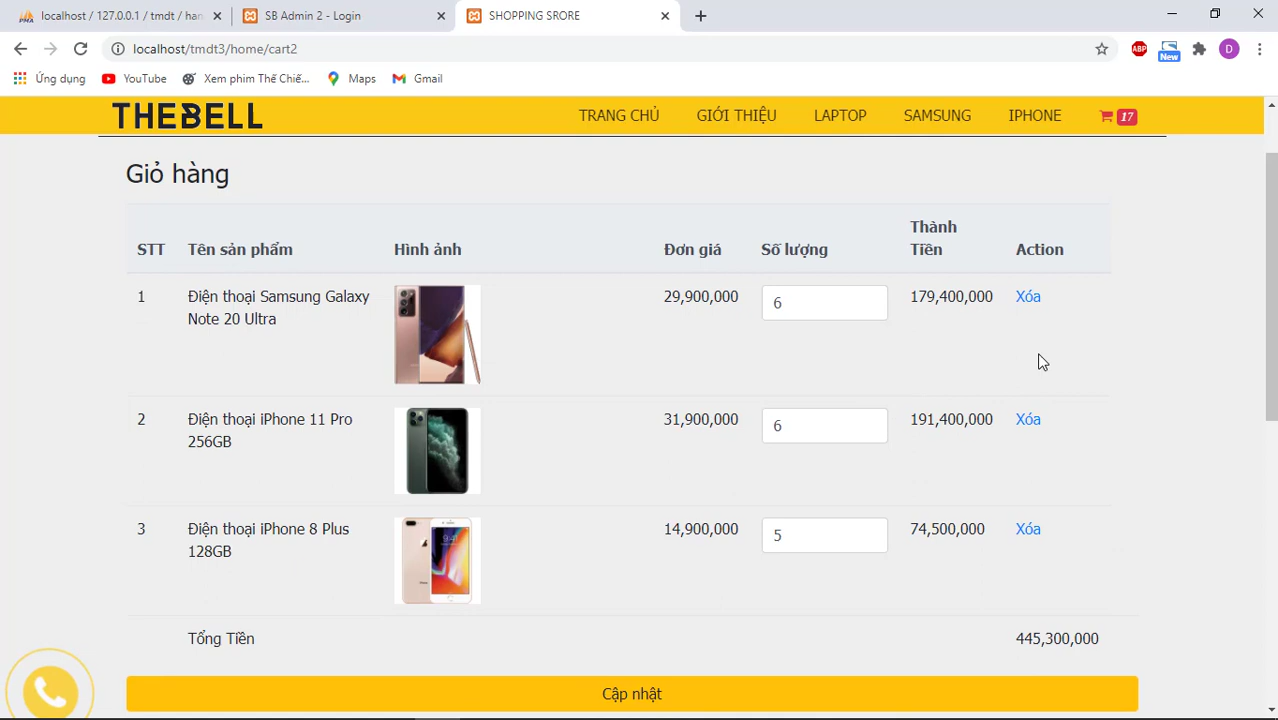 localhost / 127.0.0.1 / tmdt / han
SB Admin 2 - Login
SHOPPING SRORE
localhost/tmdt3/home/cart2
ABP
New
D
Ứng dụng
YouTube
Xem phim Thế Chiế...
Maps
Gmail
THEBELL
TRANG CHỦ
GIỚI THIỆU
LAPTOP
SAMSUNG
IPHONE
17
Giỏ hàng
STT Tên sản phẩm Hình ảnh Đơn giá Số lượng Thành Tiền Action
1 Điện thoại Samsung Galaxy 29,900,000 6 179,400,000 Xóa
Note 20 Ultra
2 Điện thoại iPhone 11 Pro 31,900,000 6 191,400,000 Xóa
256GB
3 Điện thoại iPhone 8 Plus 14,900,000 5 74,500,000 Xóa
128GB
Tổng Tiền 445,300,000
Cập nhật